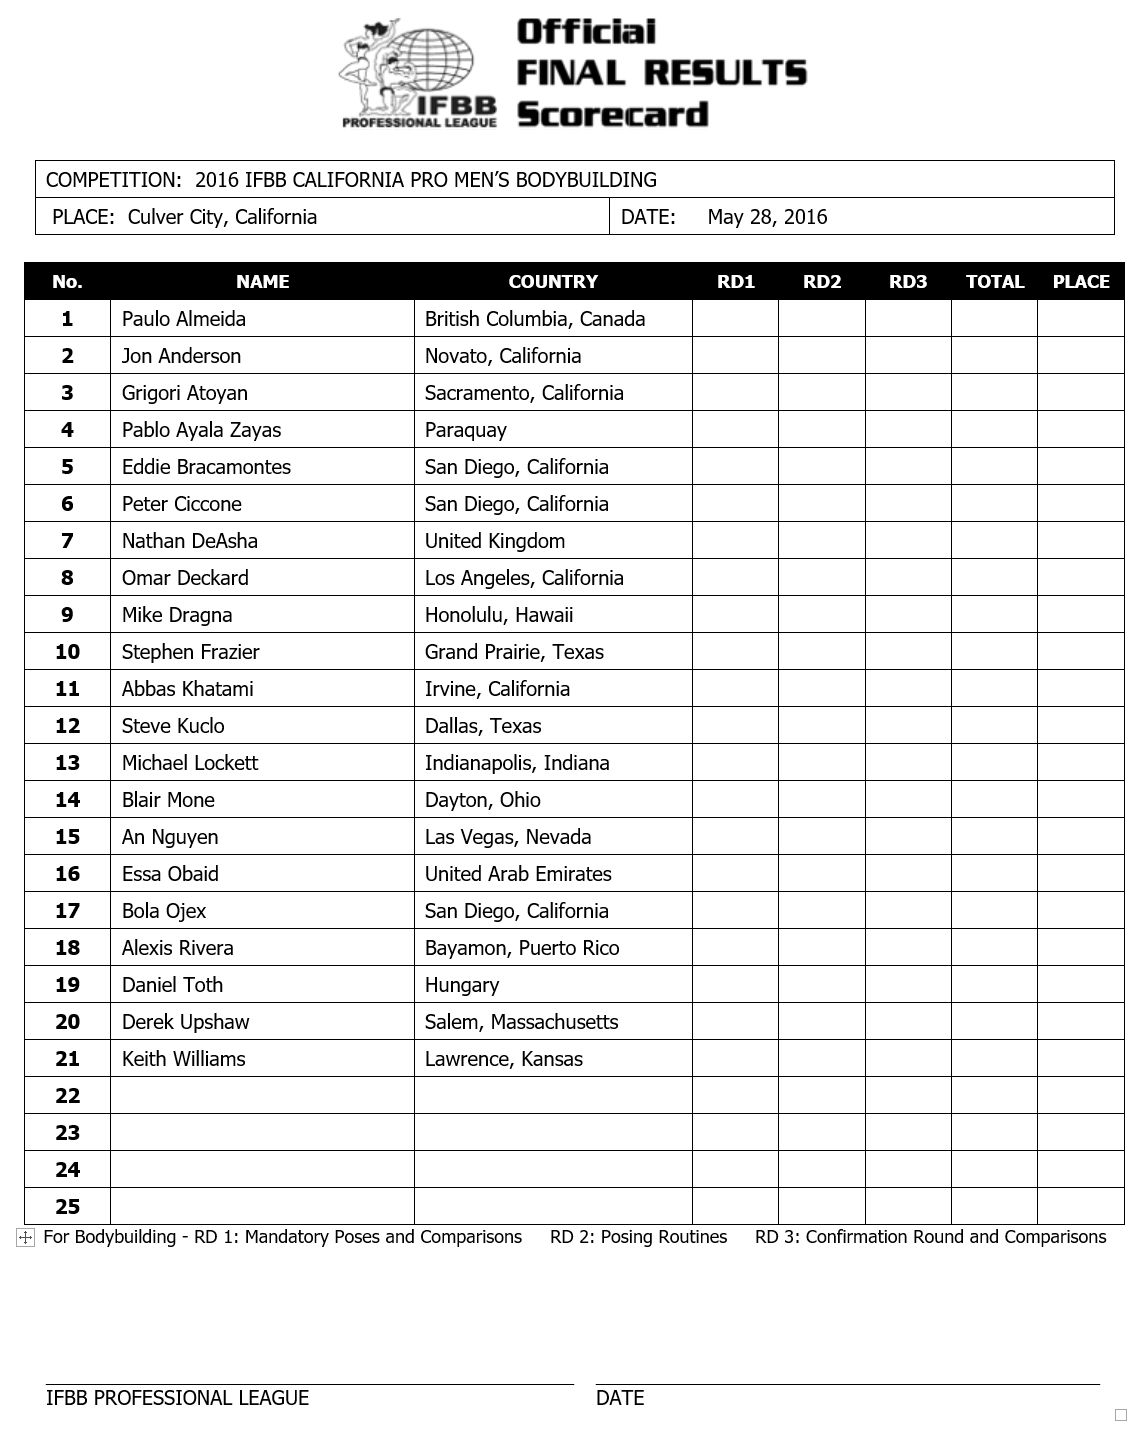 Official
FINAL RESULTS
Scorecard
IFBB
PROFESSIONAL LEAGUE
COMPETITION: 2016 IFBB CALIFORNIA PRO MEN’S BODYBUILDING
PLACE: Culver City, California DATE: May 28, 2016
No. NAME COUNTRY RD1 RD2 RD3 TOTAL PLACE
1 Paulo Almeida British Columbia, Canada
2 Jon Anderson Novato, California
3 Grigori Atoyan Sacramento, California
4 Pablo Ayala Zayas Paraquay
5 Eddie Bracamontes San Diego, California
6 Peter Ciccone San Diego, California
7 Nathan DeAsha United Kingdom
8 Omar Deckard Los Angeles, California
9 Mike Dragna Honolulu, Hawaii
10 Stephen Frazier Grand Prairie, Texas
11 Abbas Khatami Irvine, California
12 Steve Kuclo Dallas, Texas
13 Michael Lockett Indianapolis, Indiana
14 Blair Mone Dayton, Ohio
15 An Nguyen Las Vegas, Nevada
16 Essa Obaid United Arab Emirates
17 Bola Ojex San Diego, California
18 Alexis Rivera Bayamon, Puerto Rico
19 Daniel Toth Hungary
20 Derek Upshaw Salem, Massachusetts
21 Keith Williams Lawrence, Kansas
22
23
24
25
For Bodybuilding - RD 1: Mandatory Poses and Comparisons RD 2: Posing Routines RD 3: Confirmation Round and Comparisons
IFBB PROFESSIONAL LEAGUE DATE